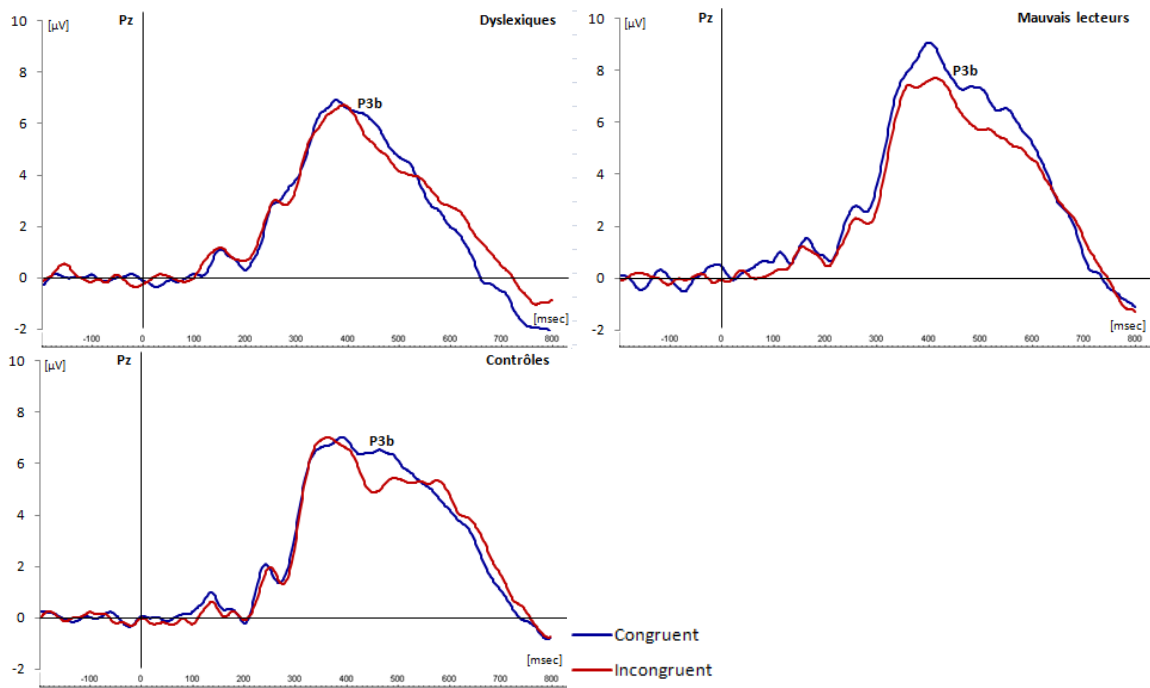 10 [µV] Pz Dyslexiques
8
6 P3b
4
2
0
-2 [msec]
-100 0 100 200 300 400 500 600 700 800
10 [µV] Pz Mauvais lecteurs
8 P3b
6
4
2
0
-2 [msec]
-100 0 100 200 300 400 500 600 700 800
10 [µV] Pz Contrôles
8
6 P3b
4
2
0
-2 [msec]
-100 0 100 200 300 400 500 600 700 800
Congruent
Incongruent